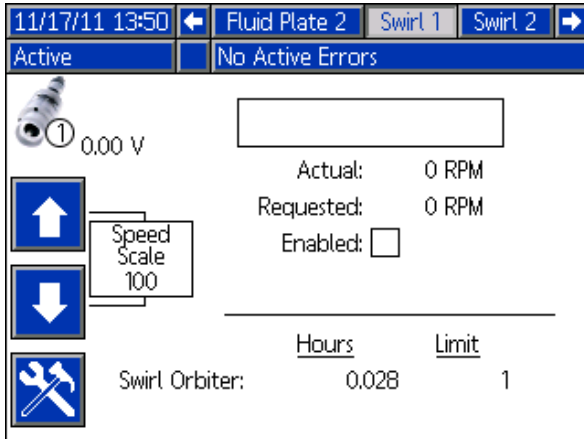 11/17/11 13:50 Fluid Plate 2 Swirl 1 Swirl 2
Active No Active Errors
1 0.00 V
Actual: 0 RPM
Requested: 0 RPM
Enabled:
Speed
Scale
100
Hours Limit
Swirl Orbiter: 0.028 1